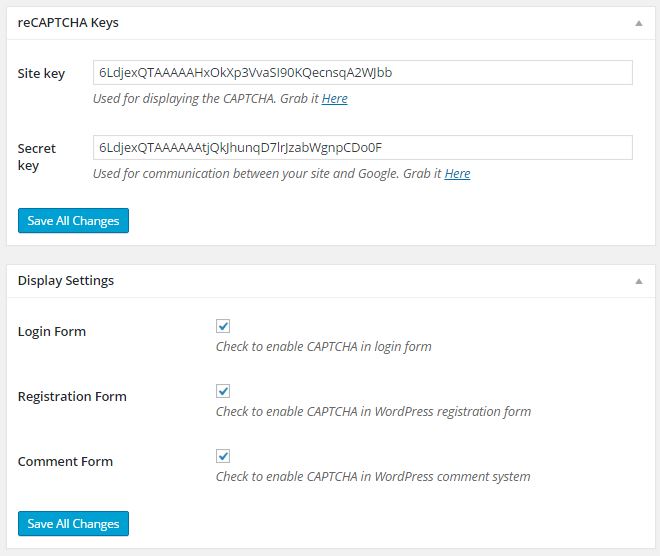 reCAPTCHA Keys
Site key
6LdjexQTAAAAAHxOkXp3VvaSI90KQecnsqA2WJbb
Used for displaying the CAPTCHA. Grab it Here
Secret
key
6LdjexQTAAAAAAtjQkJhunqD7lrJzabWgnpCDo0F
Used for communication between your site and Google. Grab it Here
Save All Changes
Display Settings
Login Form
Check to enable CAPTCHA in login form
Registration Form
Check to enable CAPTCHA in WordPress registration form
Comment Form
Check to enable CAPTCHA in WordPress comment system
Save All Changes